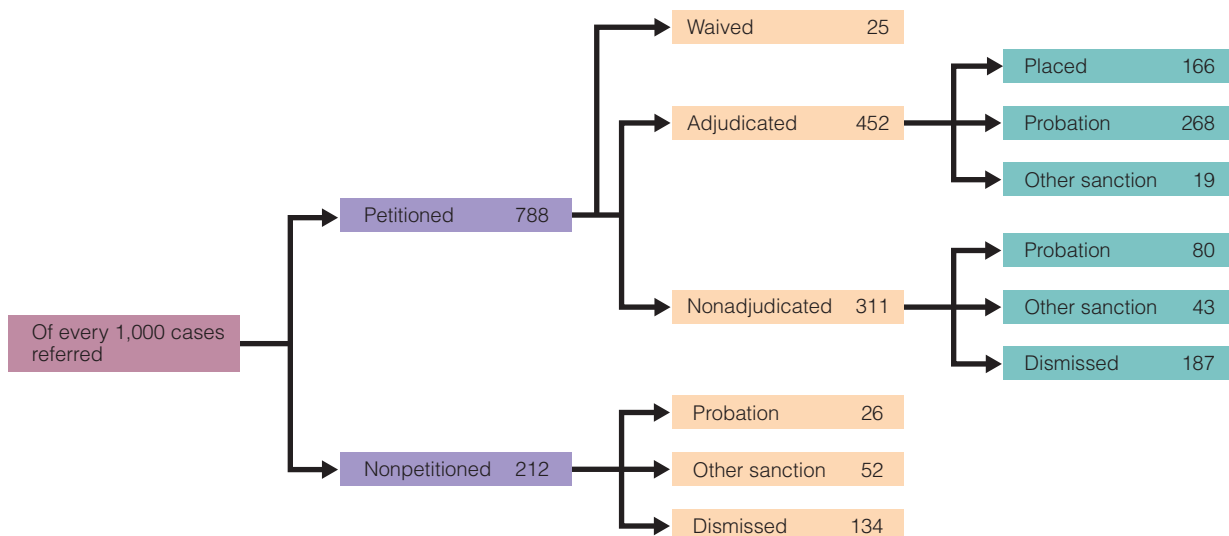 Waived 25
Placed 166
Adjudicated 452
Probation 268
Other sanction 19
Petitioned 788
Probation 80
Nonadjudicated 311
Other sanction 43
Of every 1,000 cases
referred
Dismissed 187
Probation 26
Nonpetitioned 212
Other sanction 52
Dismissed 134